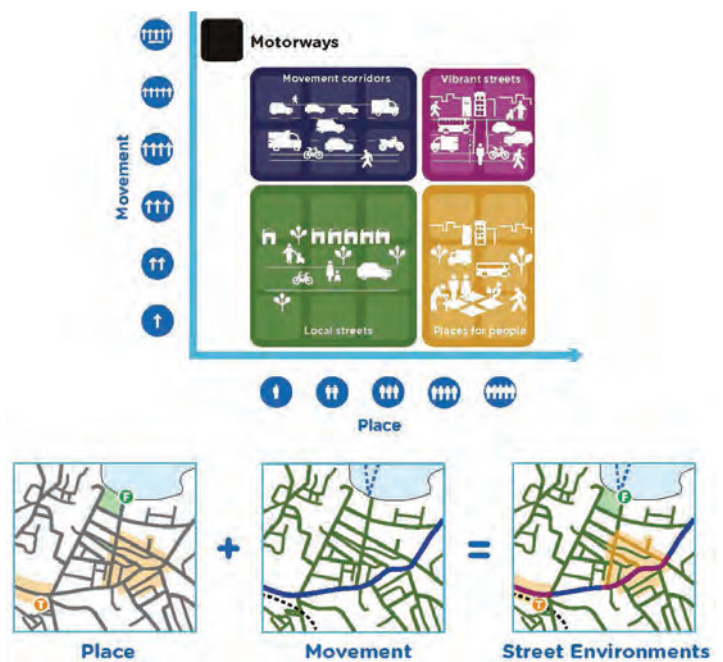 Motorways
Movement corridors
Vibrant streets
Movement
Local streets
Places for people
Place
F
T
+
=
F
T
Place
Movement
Street Environments